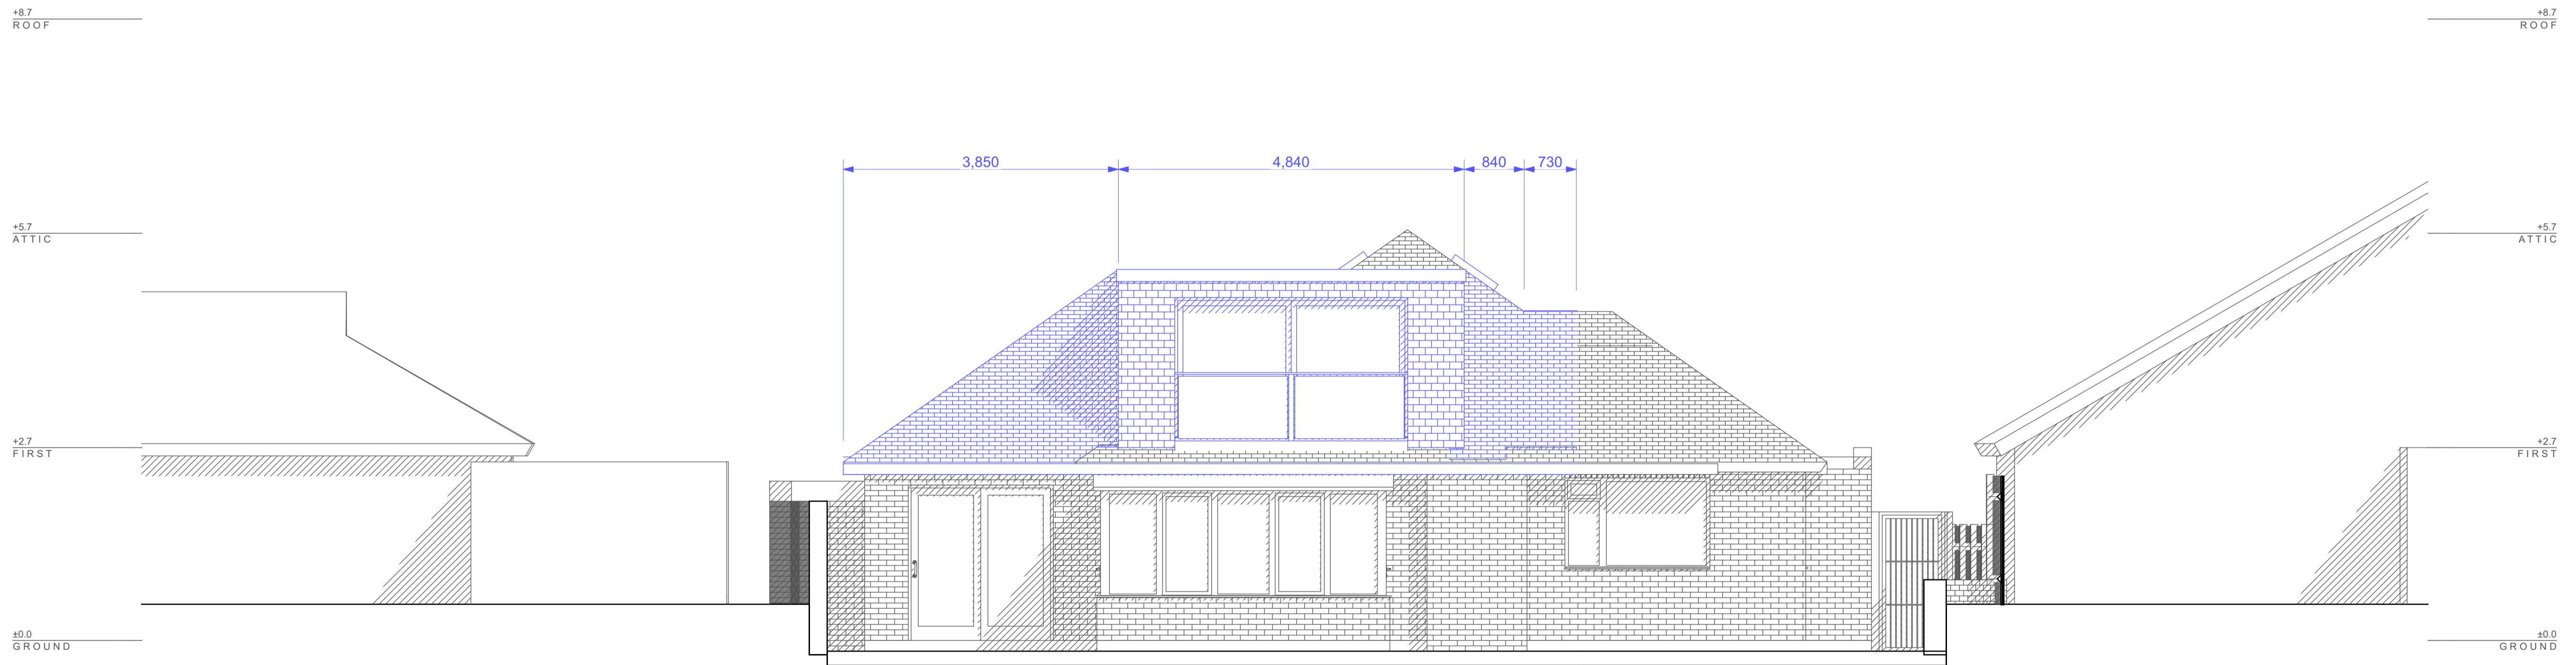 +8.7
ROOF
+8.7
ROOF
3,850
4,840
840
730
+5.7
ATTIC
+5.7
ATTIC
+2.7
FIRST
+2.7
FIRST
±0.0
GROUND
±0.0
GROUND